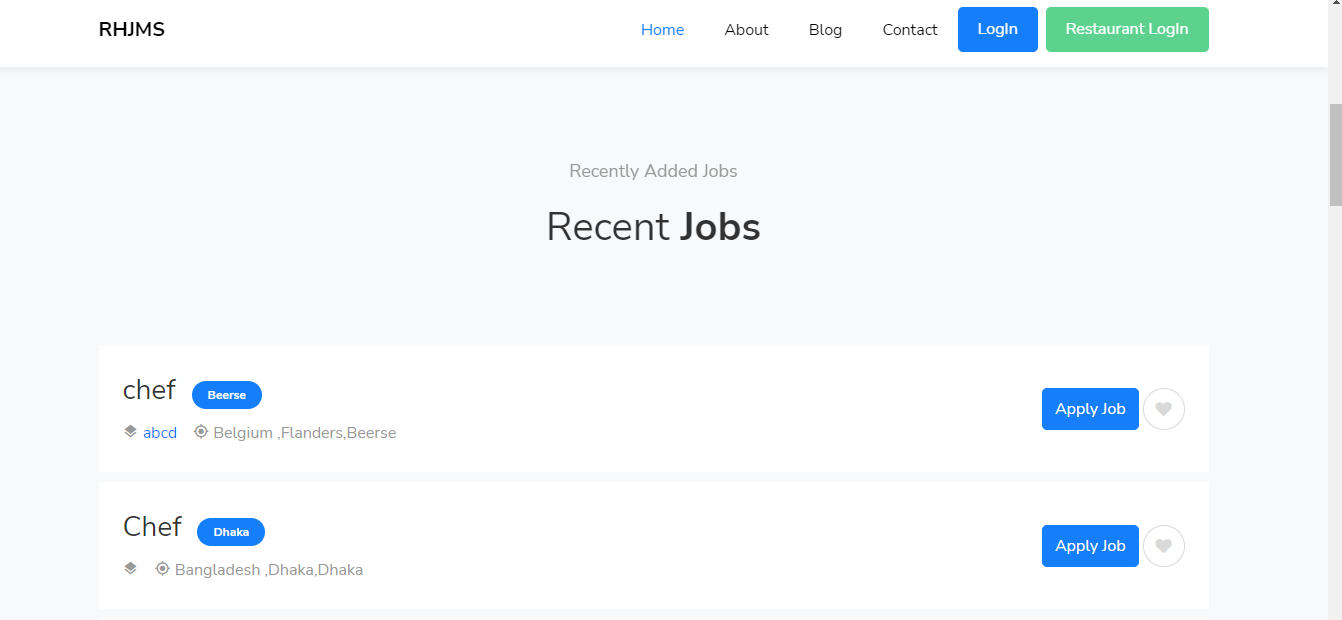 RHJMS Home About Blog Contact LogIn Restaurant LogIn
Recently Added Jobs
Recent Jobs
chef Beerse
abcd Belgium ,Flanders,Beerse
Apply Job
Chef Dhaka
Bangladesh ,Dhaka,Dhaka
Apply Job